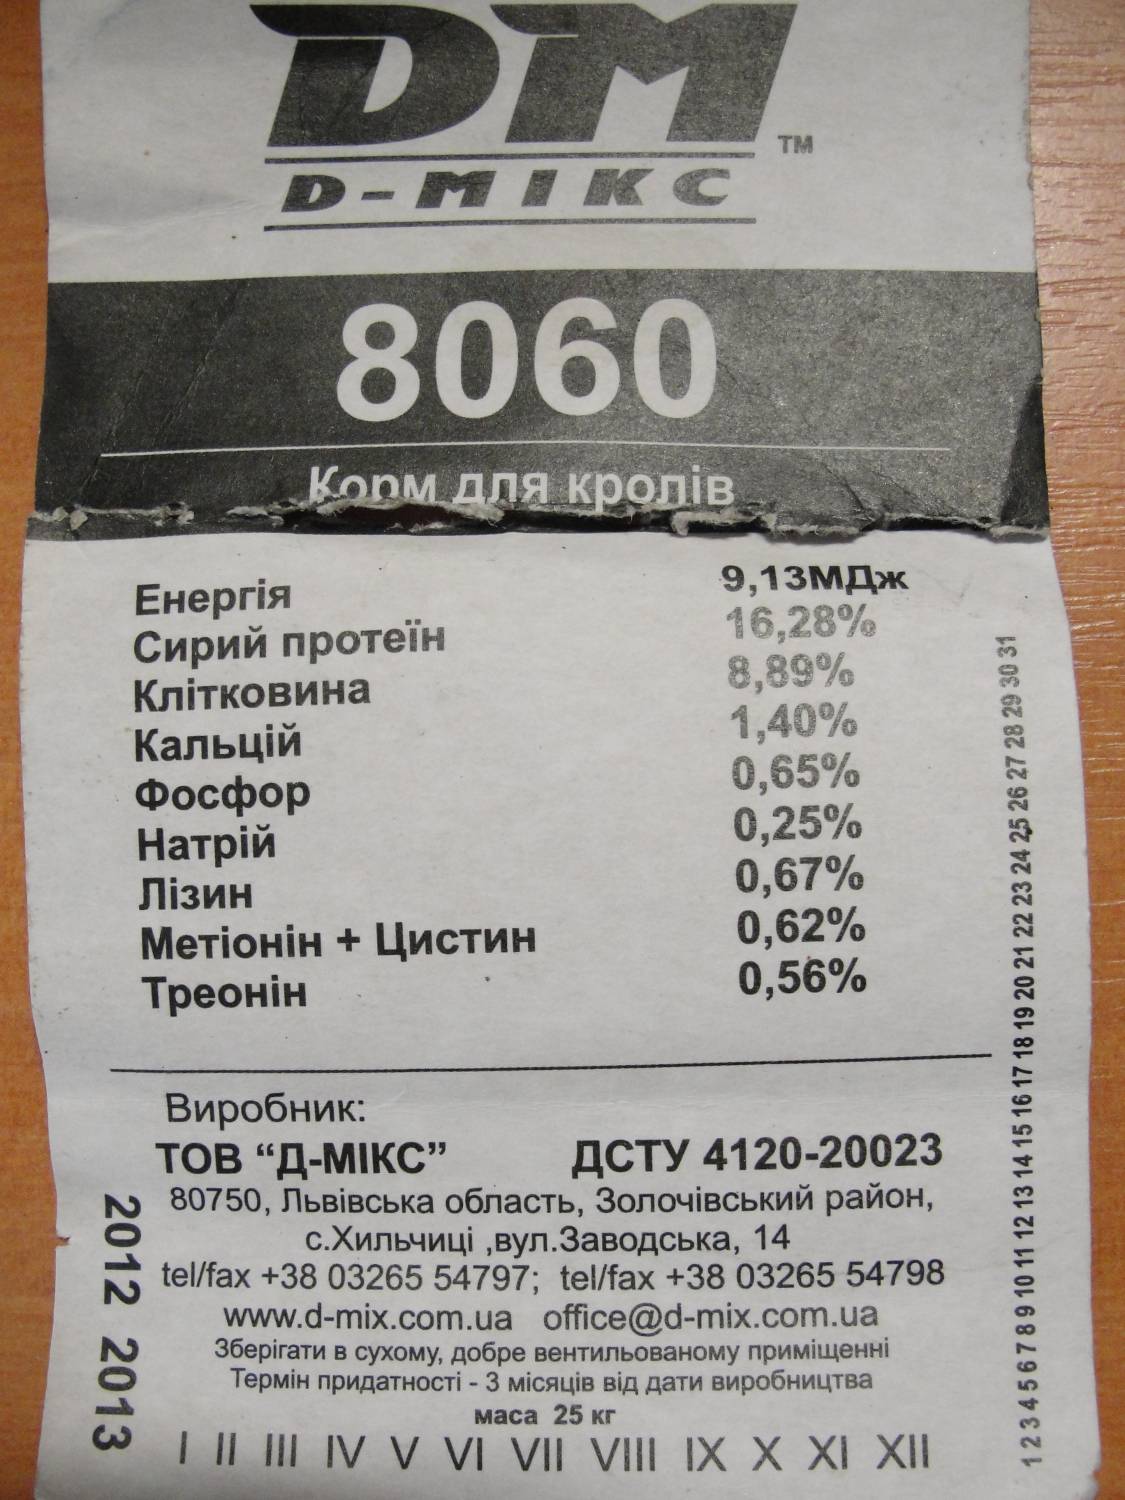 DM ™
D-МІКС
8060
Корм для кролів
Енергія 9,13МДж
Сирий протеїн 16,28%
Клітковина 8,89%
Кальцій 1,40%
Фосфор 0,65%
Натрій 0,25%
Лізин 0,67%
Метіонін + Цистин 0,62%
Треонін 0,56%
1 2 3 4 5 6 7 8 9 10 11 12 13 14 15 16 17 18 19 20 21 22 23 24 25 26 27 28 29 30 31
Виробник:
ТОВ “Д-МІКС” ДСТУ 4120-20023
80750, Львівська область, Золочівський район,
с.Хильчиці ,вул.Заводська, 14
tel/fax +38 03265 54797; tel/fax +38 03265 54798
www.d-mix.com.ua office@d-mix.com.ua
Зберігати в сухому, добре вентильованому приміщенні
Термін придатності - 3 місяців від дати виробництва
маса 25 кг
2012 2013
I II III IV V VI VII VIII IX X XI XII